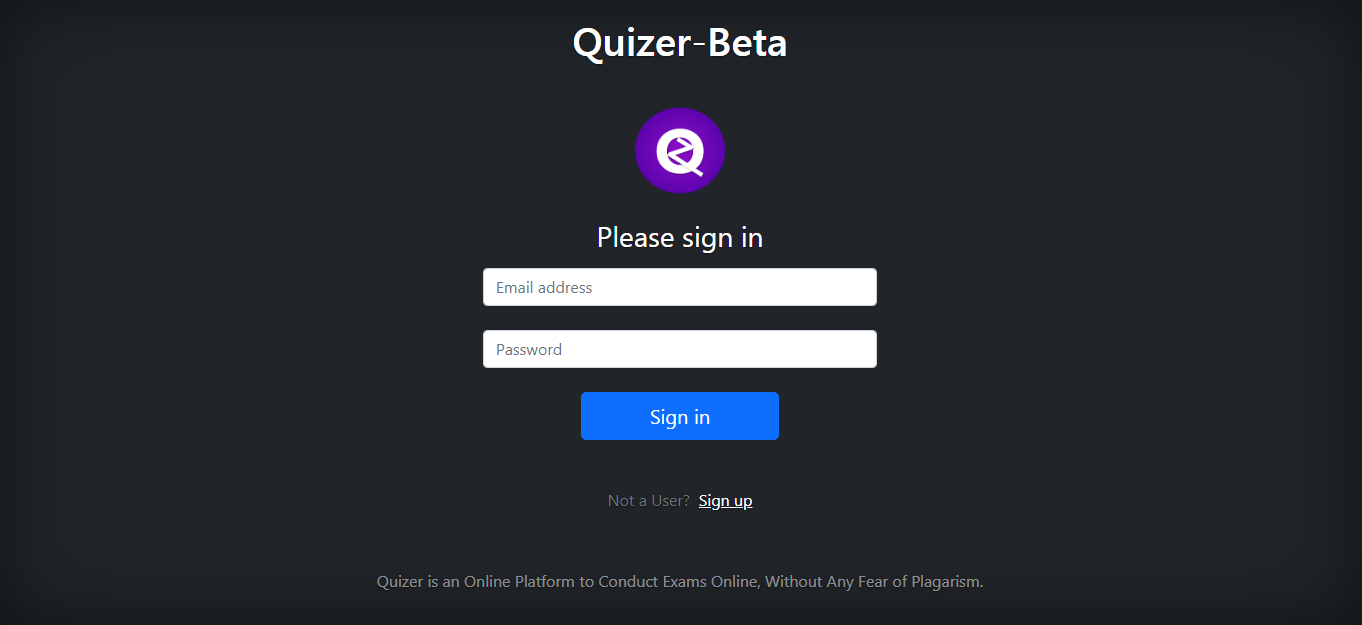 Quizer-Beta
Please sign in
Email address
Password
Sign in
Not a User? Sign up
Quizer is an Online Platform to Conduct Exams Online, Without Any Fear of Plagarism.